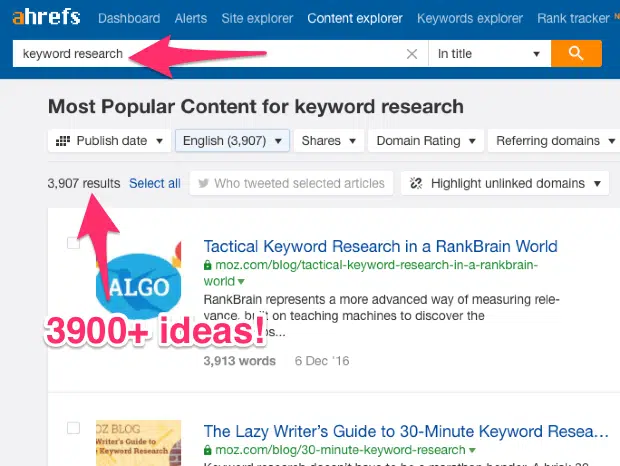 ahrefs Dashboard Alerts Site explorer Content explorer Keywords explorer Rank tracker N
keyword research × In title
Most Popular Content for keyword research
Publish date English (3,907) Shares Domain Rating Referring domains
3,907 results Select all Who tweeted selected articles Highlight unlinked domains
Tactical Keyword Research in a RankBrain World
moz.com/blog/tactical-keyword-research-in-a-rankbrain-
world
ALGO
RankBrain represents a more advanced way of measuring rele-
vance, built on teaching machines to discover the
3900+ ideas!
3,913 words 6 Dec '16
OZ BLOG
Writer's Guide to
Keyword Research
The Lazy Writer's Guide to 30-Minute Keyword Resea...
moz.com/blog/30-minute-keyword-research